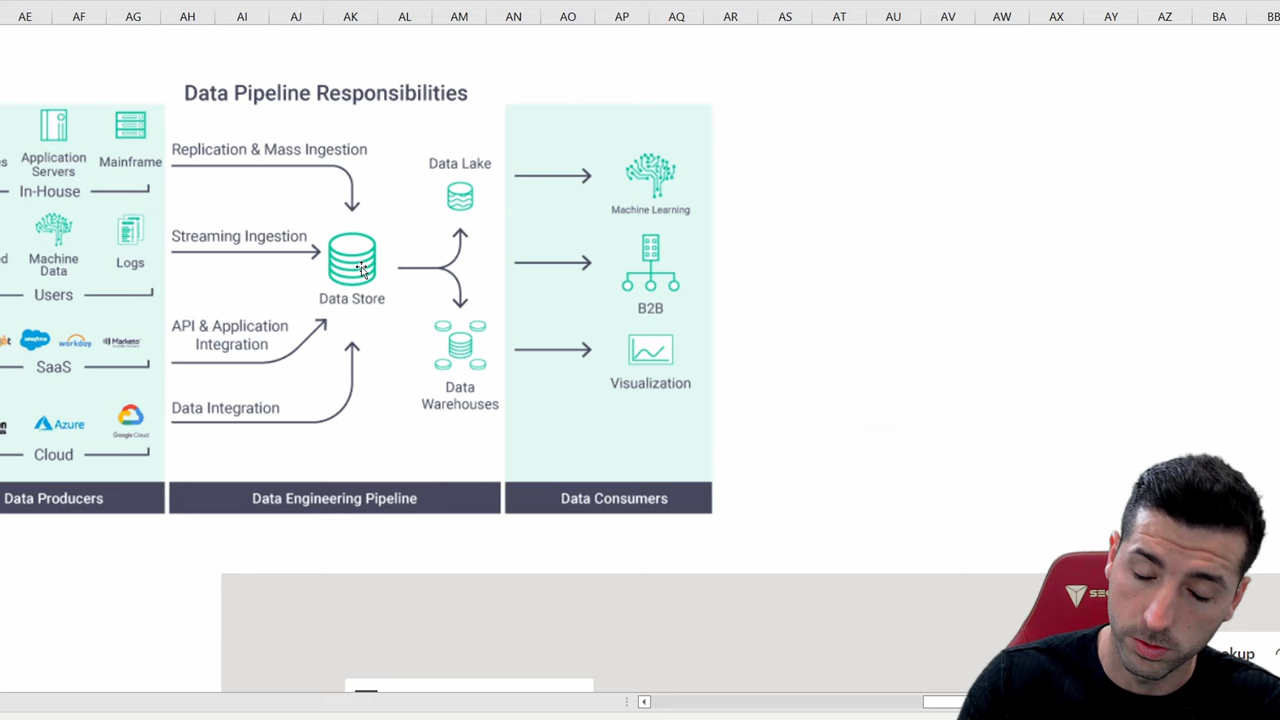 AE AF AG AH AI AJ AK AL AM AN AO AP AQ AR AS AT AU AV AW AX AY AZ BA BB
Data Pipeline Responsibilities
Application
Servers
Mainframe
In-House
Machine
Data
Logs
Users
workday
Marketo
SaaS
Azure
Google Cloud
Cloud
Data Producers
Replication & Mass Ingestion
Streaming Ingestion
Data Store
API & Application
Integration
Data Integration
Data Lake
Data
Warehouses
Data Engineering Pipeline
Machine Learning
B2B
Visualization
Data Consumers